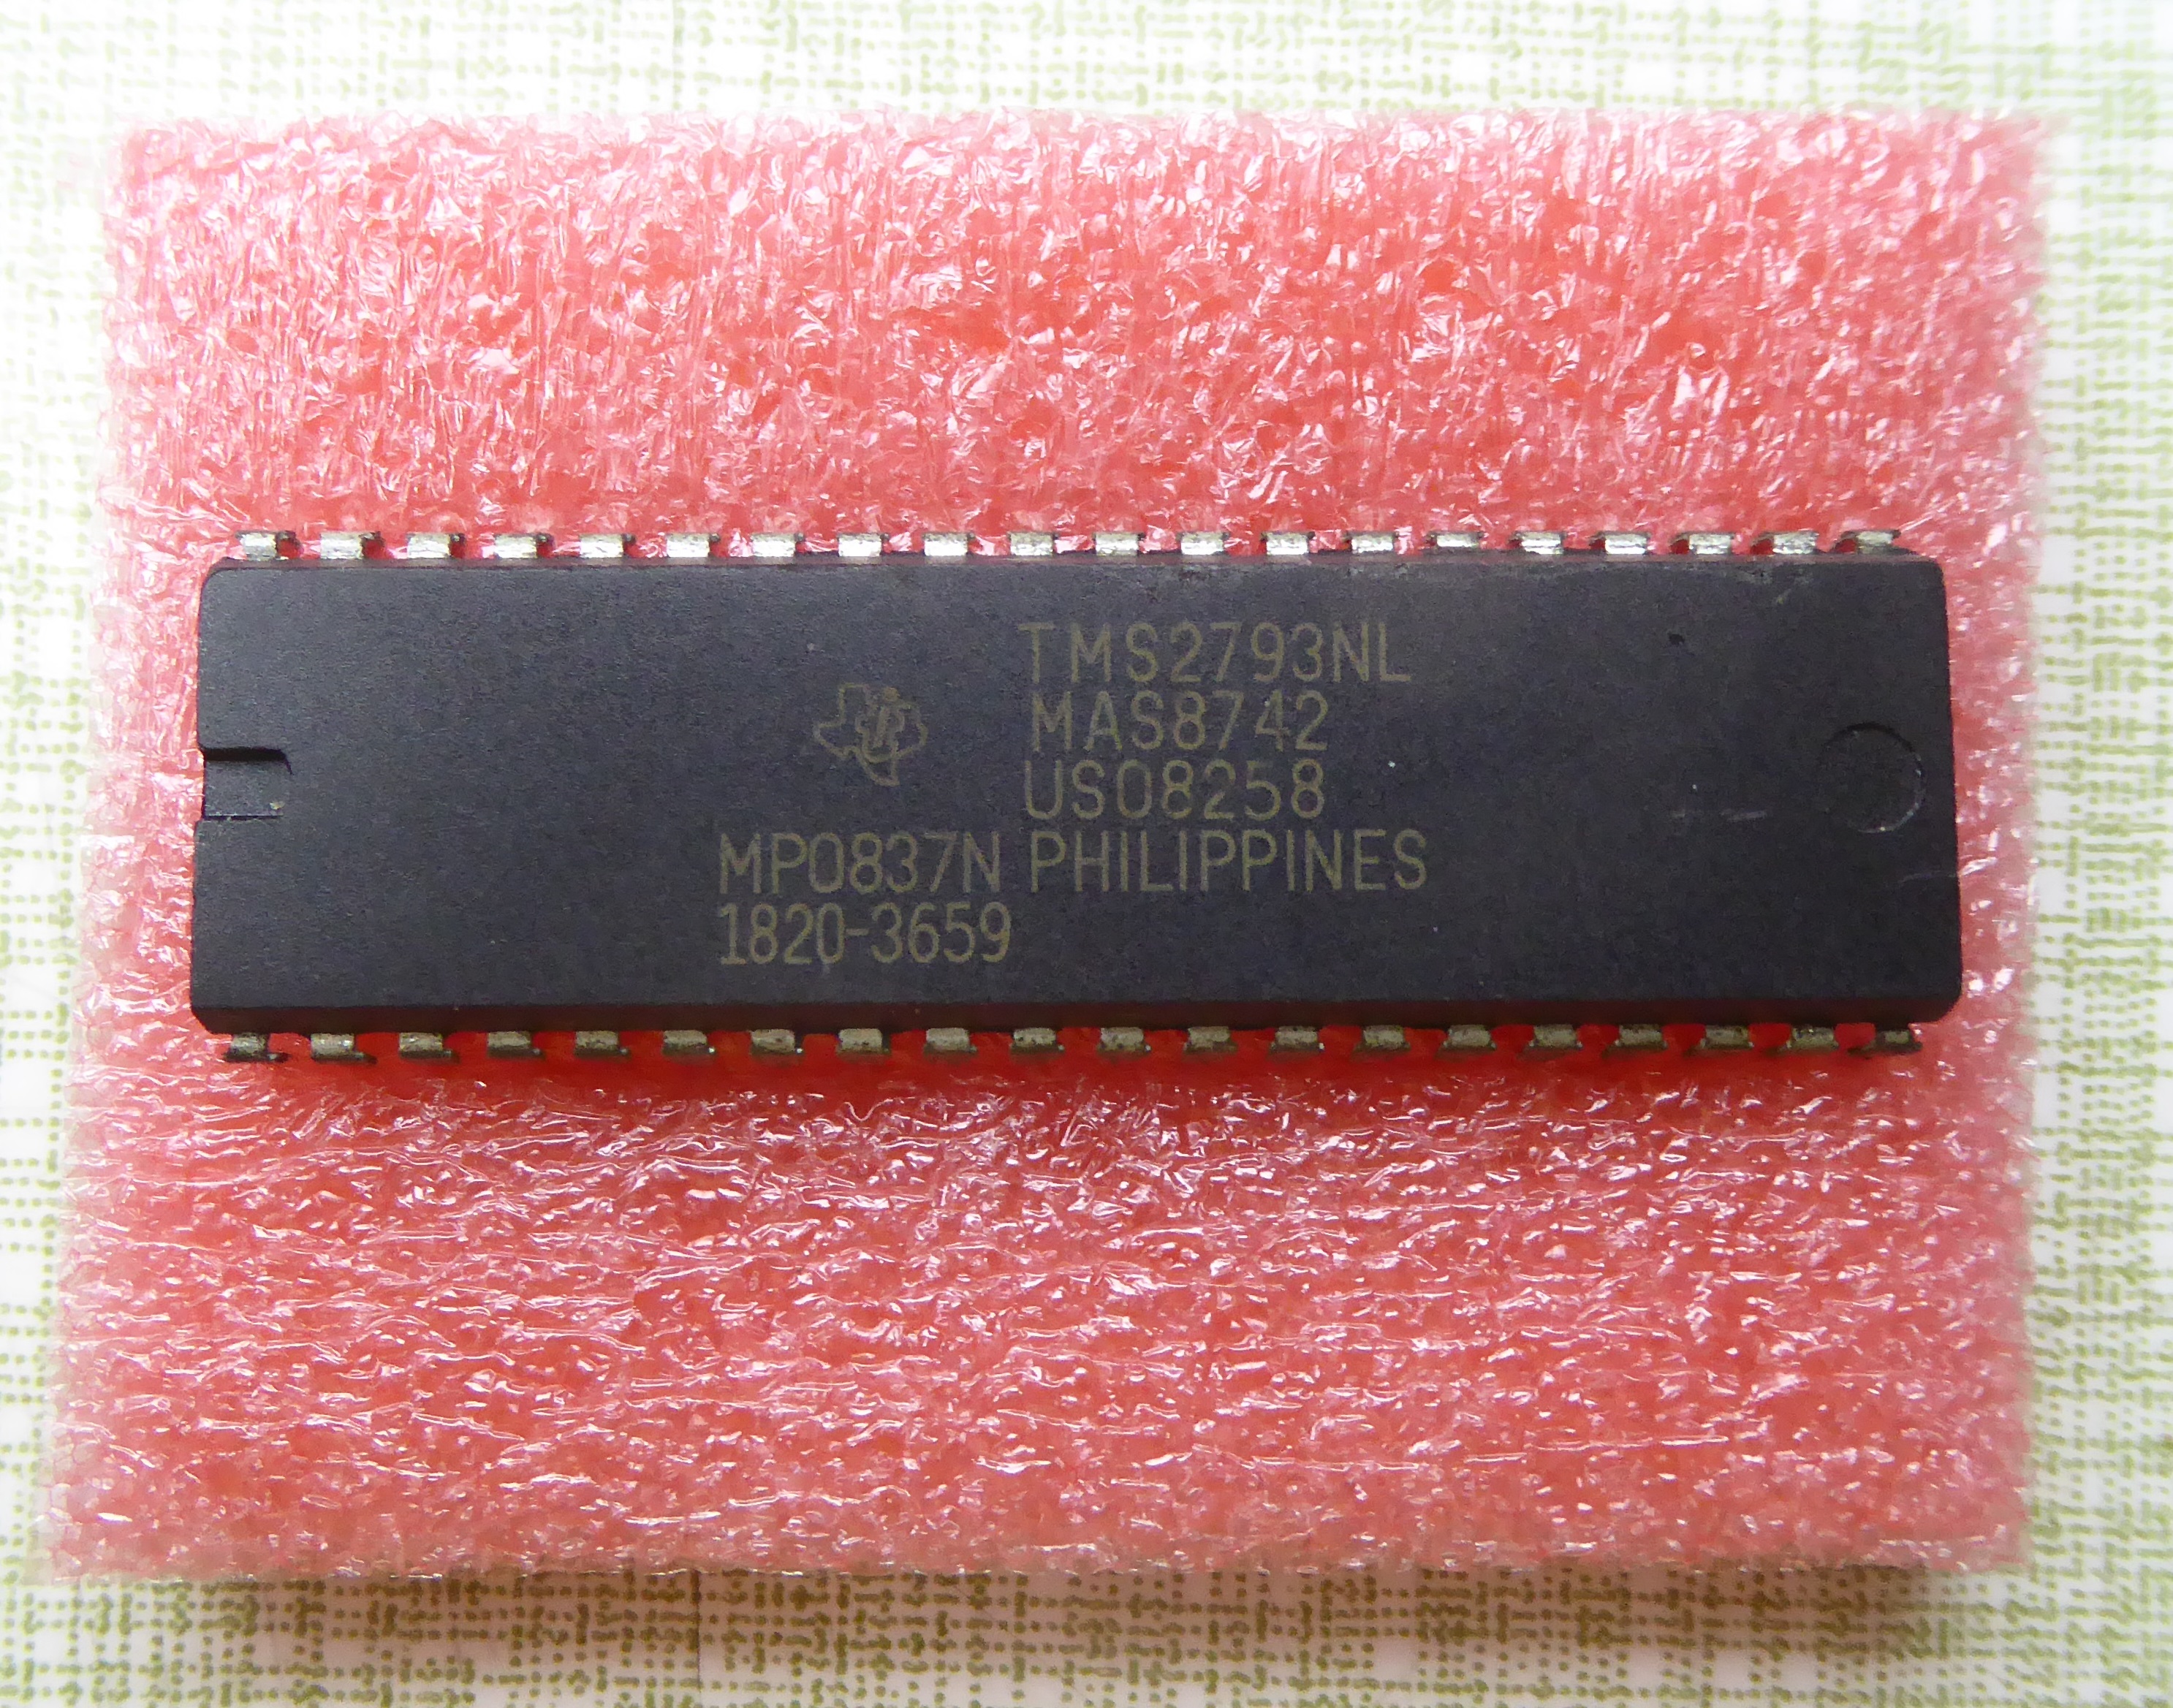 TMS2793NL
MAS8742
US08258
MP0837N PHILIPPINES
1820-3659